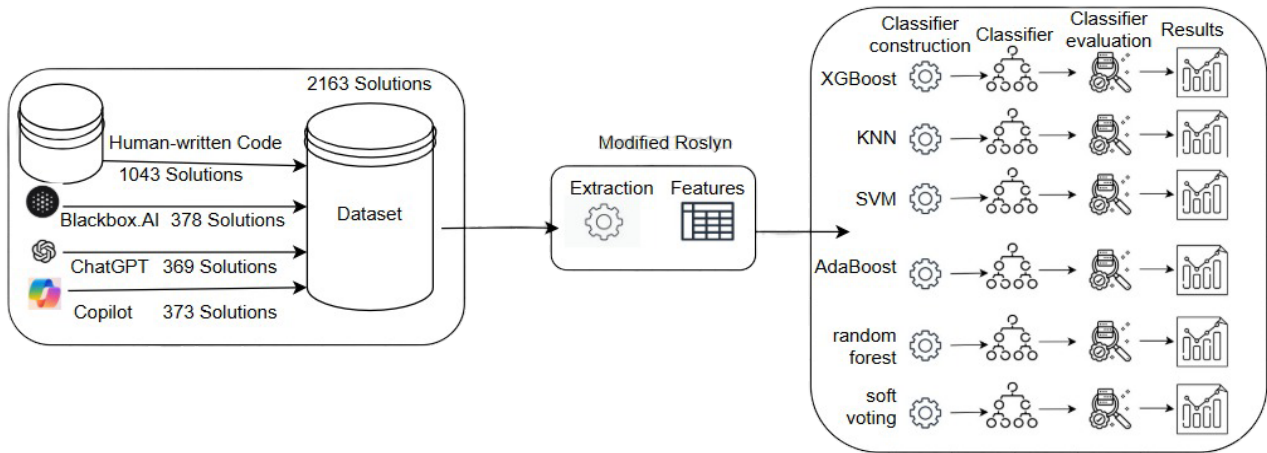 2163 Solutions
Human-written Code
1043 Solutions
Blackbox.AI 378 Solutions
ChatGPT 369 Solutions
Copilot 373 Solutions
Dataset
Modified Roslyn
Extraction Features
Classifier
construction
Classifier
Classifier
evaluation
Results
XGBoost
KNN
SVM
AdaBoost
random
forest
soft
voting